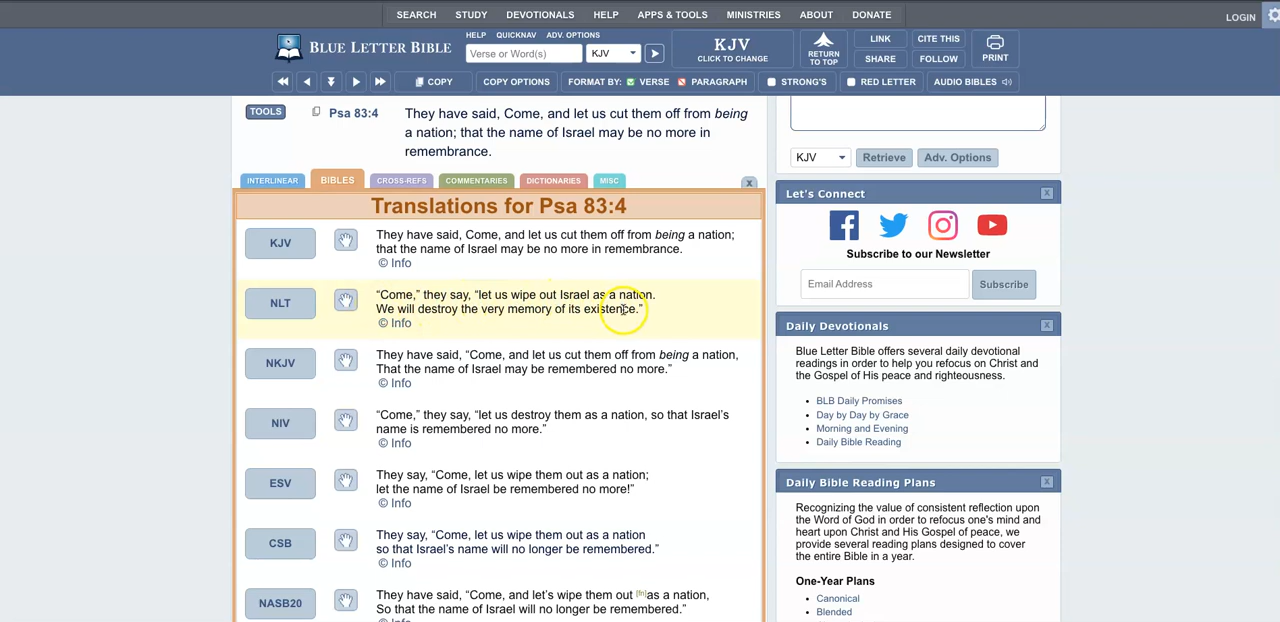 SEARCH STUDY DEVOTIONALS HELP APPS & TOOLS MINISTRIES ABOUT DONATE
LOGIN
BLUE LETTER BIBLE
HELP QUICKNAV ADV. OPTIONS
Verse or Word(s) KJV
KJV
CLICK TO CHANGE
RETURN
TO TOP
LINK CITE THIS
SHARE FOLLOW
PRINT
COPY COPY OPTIONS FORMAT BY: VERSE PARAGRAPH STRONG'S RED LETTER AUDIO BIBLES
TOOLS Psa 83:4 They have said, Come, and let us cut them off from being
a nation; that the name of Israel may be no more in
remembrance.
INTERLINEAR BIBLES CROSS-REFS COMMENTARIES DICTIONARIES MISC X
Translations for Psa 83:4
KJV They have said, Come, and let us cut them off from being a nation;
that the name of Israel may be no more in remembrance.
© Info
NLT “Come,” they say, “let us wipe out Israel as a nation.
We will destroy the very memory of its existence.”
© Info
NKJV They have said, “Come, and let us cut them off from being a nation,
That the name of Israel may be remembered no more.”
© Info
NIV “Come,” they say, “let us destroy them as a nation, so that Israel’s
name is remembered no more.”
© Info
ESV They say, “Come, let us wipe them out as a nation;
let the name of Israel be remembered no more!”
© Info
CSB They say, “Come, let us wipe them out as a nation
so that Israel’s name will no longer be remembered.”
© Info
NASB20 They have said, “Come, and let’s wipe them out [fn]as a nation,
So that the name of Israel will no longer be remembered.”
© Info
KJV Retrieve Adv. Options
Let's Connect X
Subscribe to our Newsletter
Email Address Subscribe
Daily Devotionals X
Blue Letter Bible offers several daily devotional
readings in order to help you refocus on Christ and
the Gospel of His peace and righteousness.
BLB Daily Promises
Day by Day by Grace
Morning and Evening
Daily Bible Reading
Daily Bible Reading Plans X
Recognizing the value of consistent reflection upon
the Word of God in order to refocus one's mind and
heart upon Christ and His Gospel of peace, we
provide several reading plans designed to cover
the entire Bible in a year.
One-Year Plans
Canonical
Blended